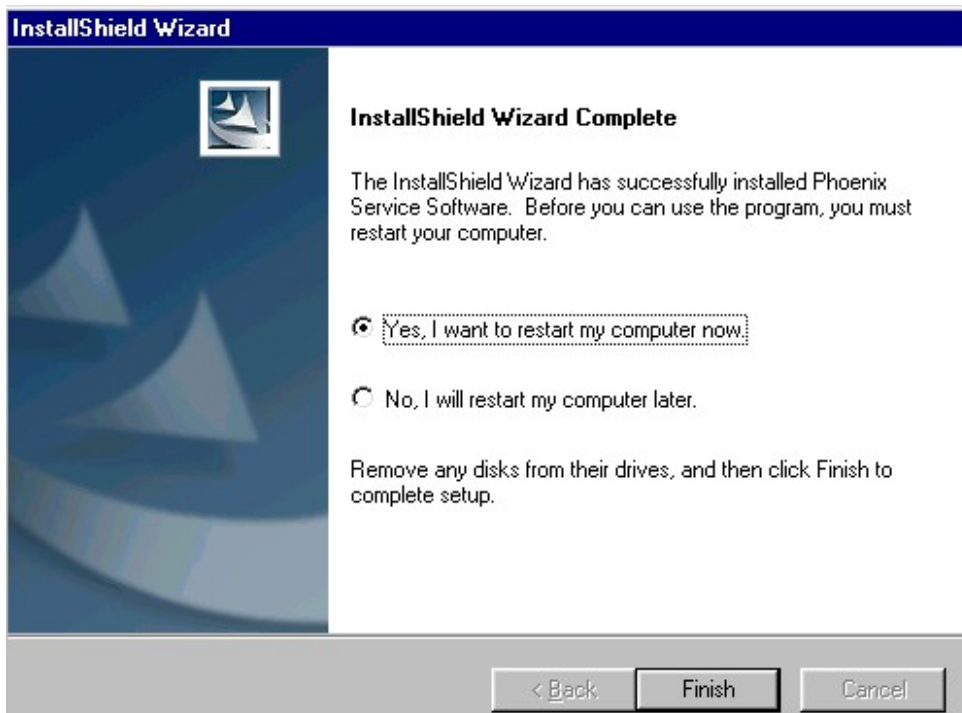 InstallShield Wizard
InstallShield Wizard Complete
The InstallShield Wizard has successfully installed Phoenix
Service Software. Before you can use the program, you must
restart your computer.
Yes, I want to restart my computer now.
No, I will restart my computer later.
Remove any disks from their drives, and then click Finish to
complete setup.
< Back
Finish
Cancel